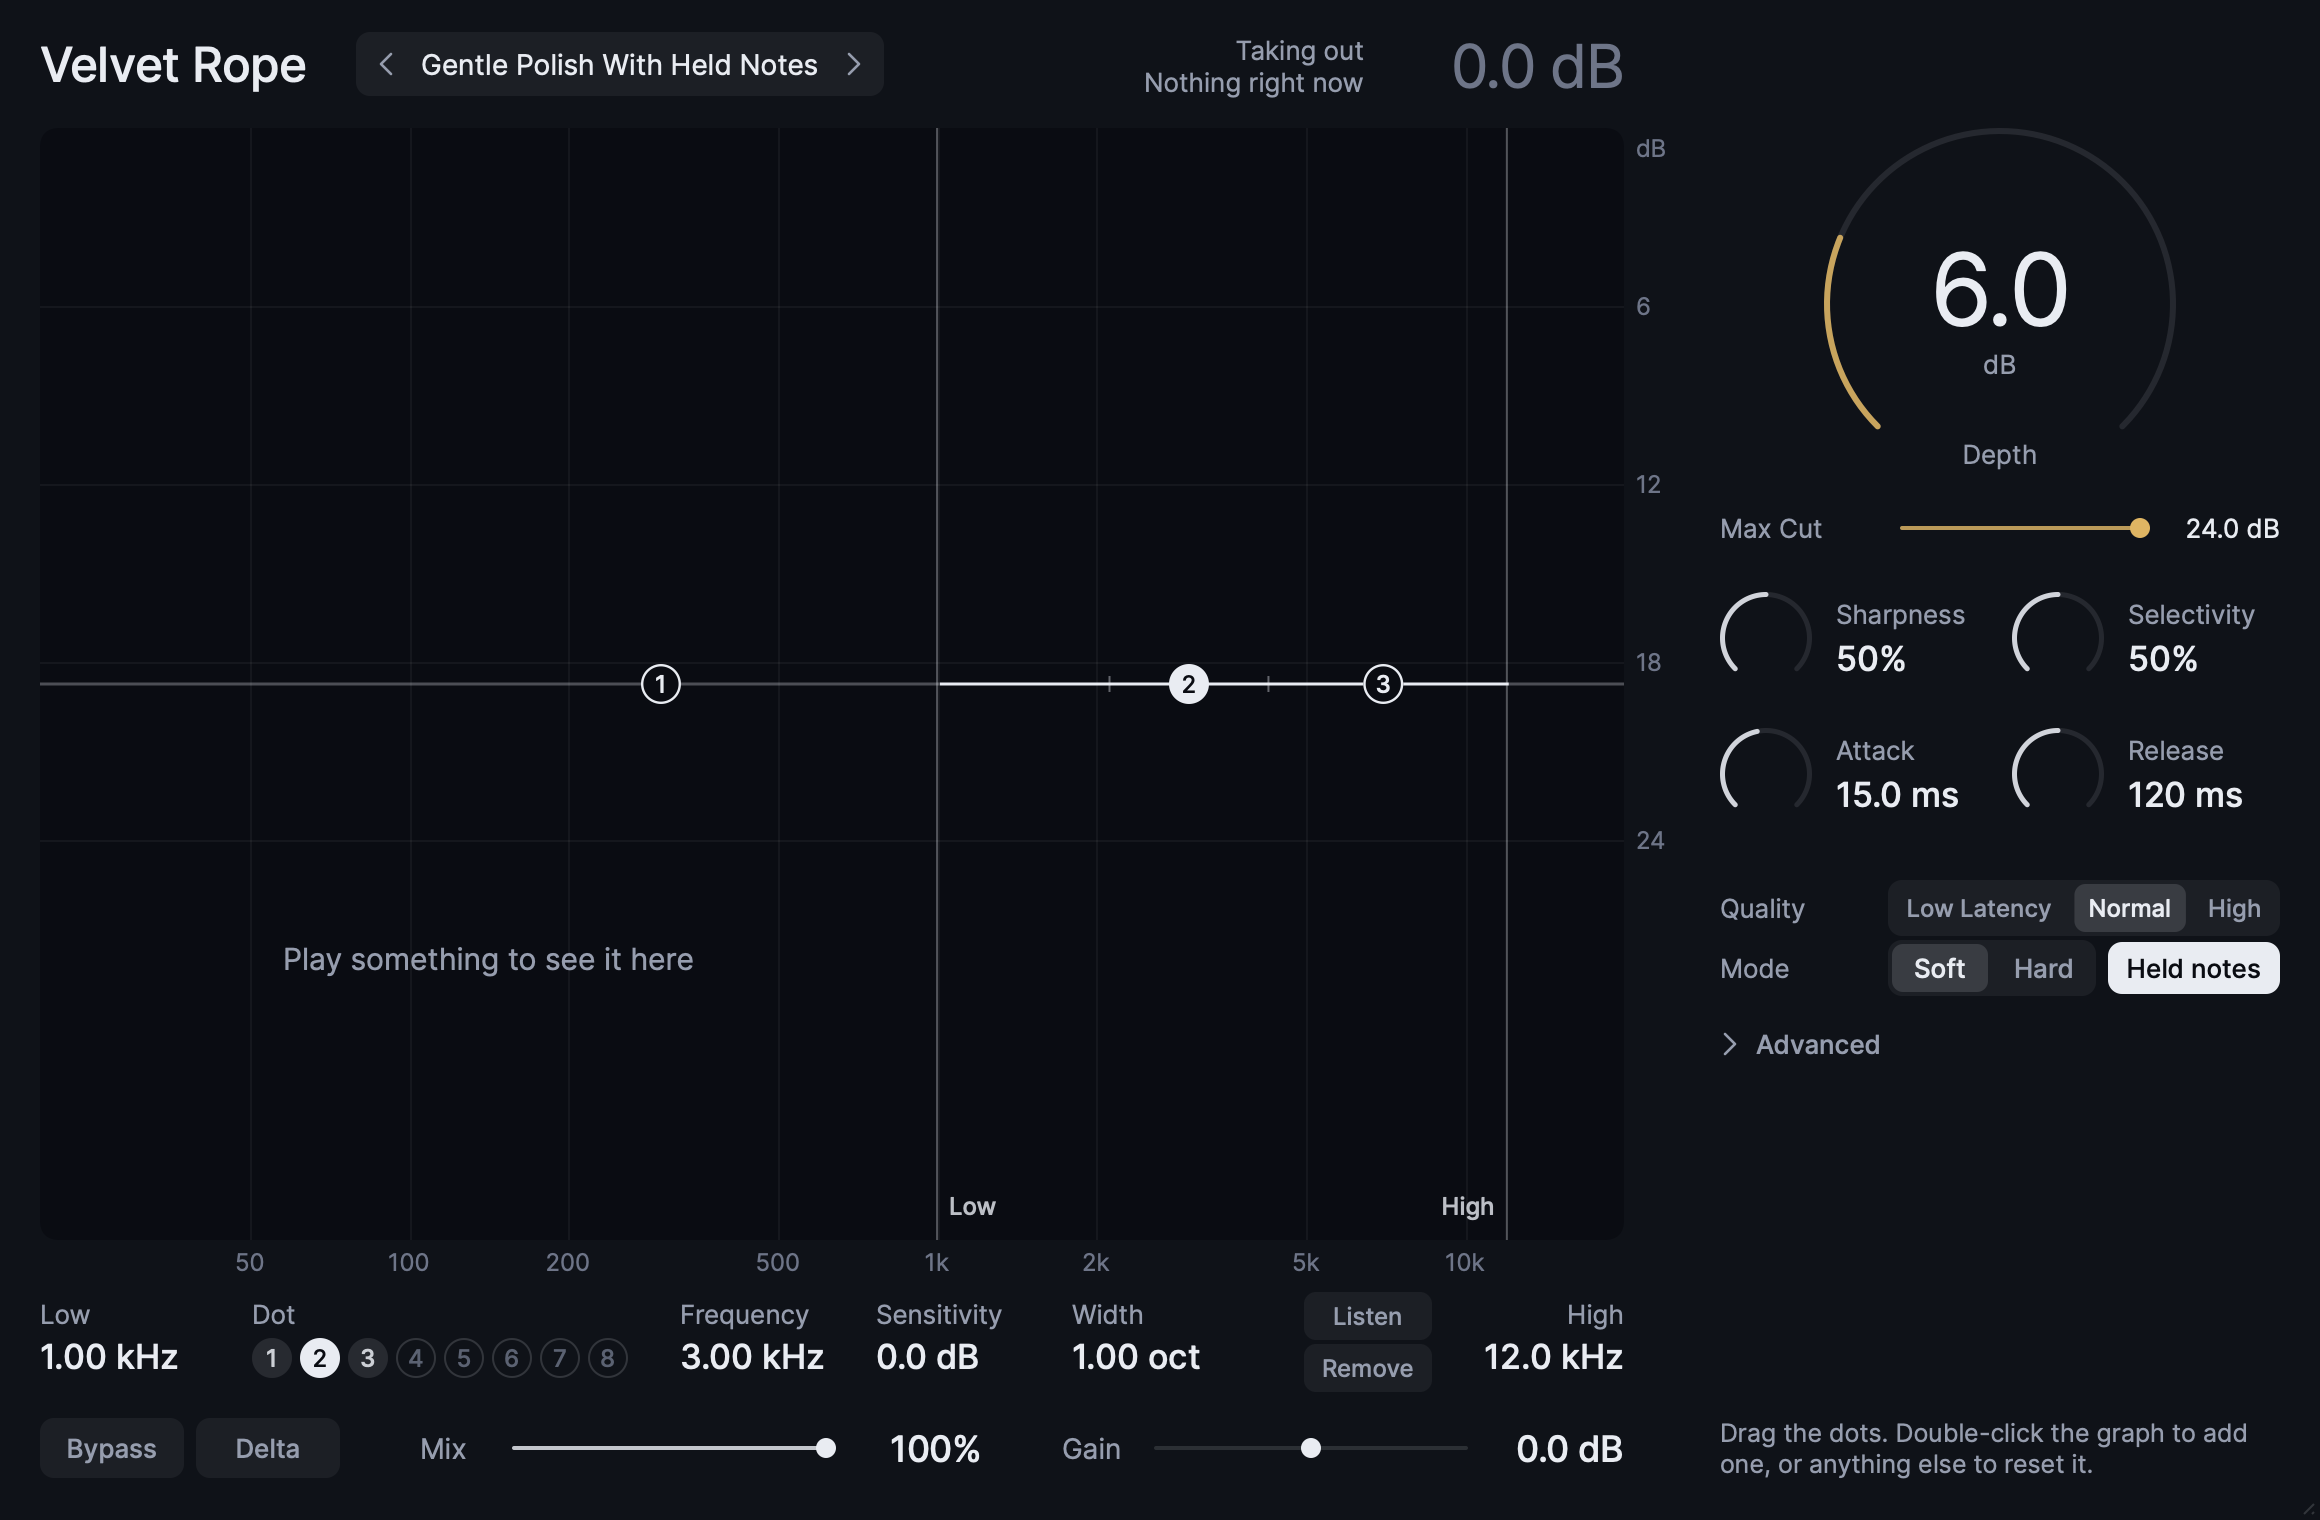 Velvet Rope
Gentle Polish With Held Notes
Taking out
Nothing right now
0.0 dB
dB
6
12
18
24
1
2
3
Play something to see it here
Low
High
50
100
200
500
1k
2k
5k
10k
6.0
dB
Depth
Max Cut
24.0 dB
Sharpness
50%
Selectivity
50%
Attack
15.0 ms
Release
120 ms
Quality
Low Latency
Normal
High
Mode
Soft
Hard
Held notes
Advanced
Low
1.00 kHz
Dot
1 2 3 4 5 6 7 8
Frequency
3.00 kHz
Sensitivity
0.0 dB
Width
1.00 oct
Listen
Remove
High
12.0 kHz
Bypass
Delta
Mix
100%
Gain
0.0 dB
Drag the dots. Double-click the graph to add
one, or anything else to reset it.